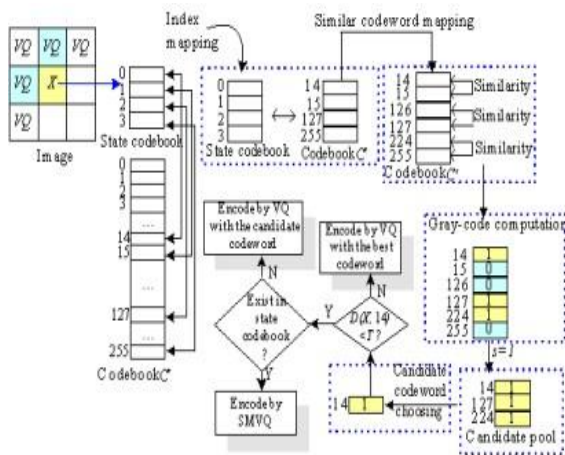 VQ VQ VQ
VQ X
VQ
Image
0
1
2
3
State codebook
0
1
2
3
...
14
15
...
127
...
255
Codebook C'
Index
mapping
0
1
2
3
State codebook
14
15
127
255
Codebook C'
Similar codeword mapping
14
15
126
127
224
255
Similarity
Similarity
Similarity
Codebook C''
Gray-code computation
14 1
15 0
126 0
127 1
224 1
255 0
s=1
14 1
127 1
224 1
Candidate pool
Candidate
codeword
choosing
14 1
D(X, 14)
<T ?
N
Encode by VQ
with the best
codeword
Y
Exist in
state
codebook
?
N
Encode by VQ
with the candidate
codeword
Y
Encode by
SMVQ